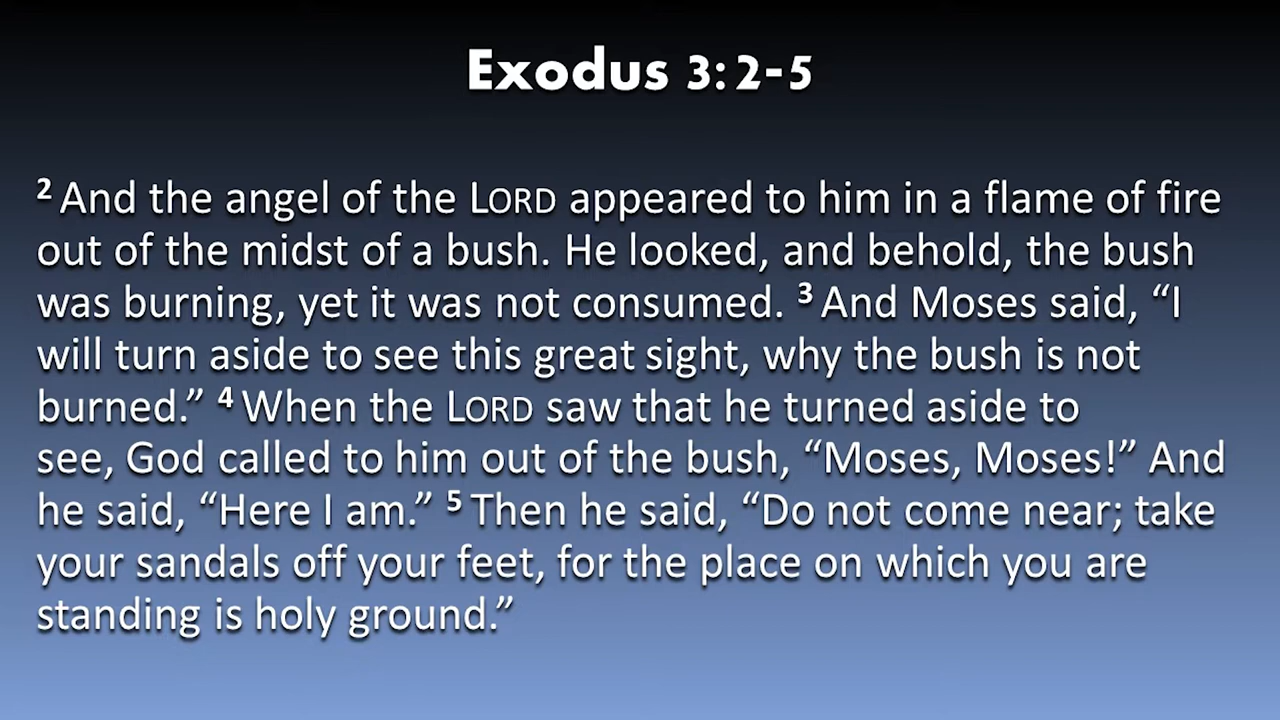 Exodus 3:2-5
2 And the angel of the LORD appeared to him in a flame of fire
out of the midst of a bush. He looked, and behold, the bush
was burning, yet it was not consumed. 3 And Moses said, “I
will turn aside to see this great sight, why the bush is not
burned.” 4 When the LORD saw that he turned aside to
see, God called to him out of the bush, “Moses, Moses!” And
he said, “Here I am.” 5 Then he said, “Do not come near; take
your sandals off your feet, for the place on which you are
standing is holy ground.”